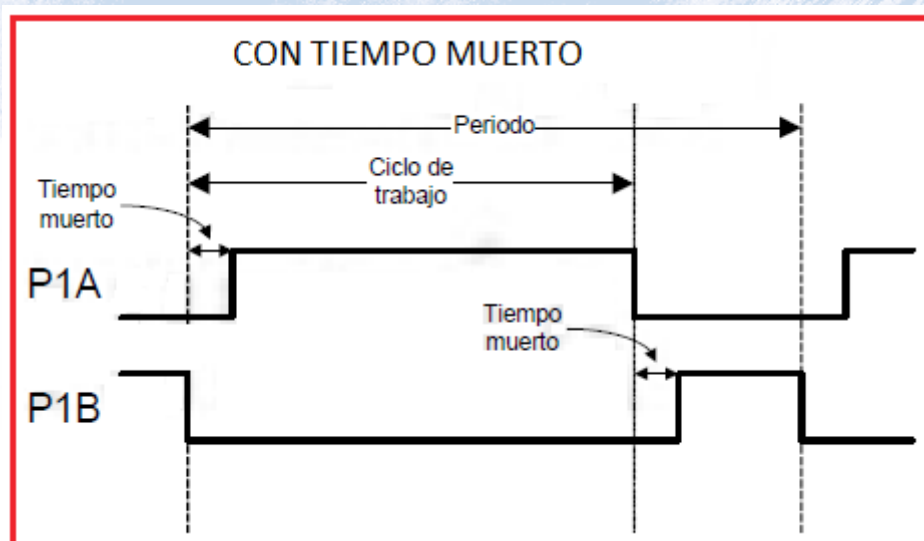 CON TIEMPO MUERTO
Periodo
Ciclo de
trabajo
Tiempo
muerto
P1A
Tiempo
muerto
P1B